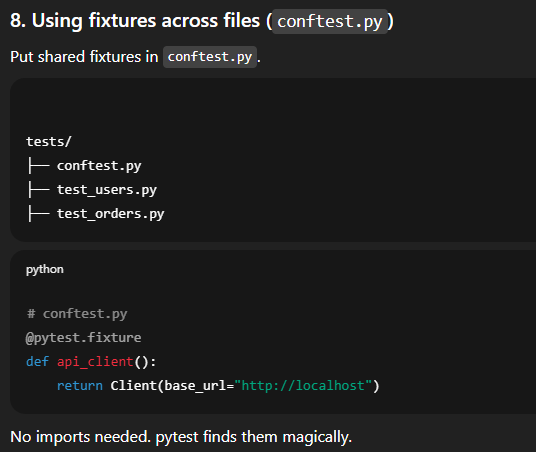 8. Using fixtures across files (conftest.py)
Put shared fixtures in conftest.py.
tests/
├── conftest.py
├── test_users.py
├── test_orders.py
python
# conftest.py
@pytest.fixture
def api_client():
    return Client(base_url="http://localhost")
No imports needed. pytest finds them magically.